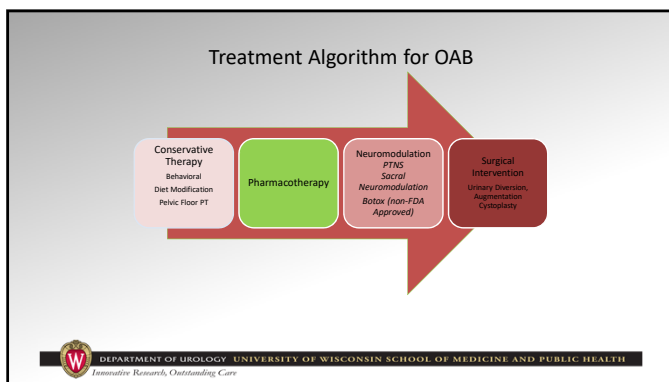 Treatment Algorithm for OAB
Conservative
Therapy
Behavioral
Diet Modification
Pelvic Floor PT
Pharmacotherapy
Neuromodulation
PTNS
Sacral
Neuromodulation
Botox (non-FDA
Approved)
Surgical
Intervention
Urinary Diversion,
Augmentation
Cystoplasty
W
DEPARTMENT OF UROLOGY UNIVERSITY OF WISCONSIN SCHOOL OF MEDICINE AND PUBLIC HEALTH
Innovative Research, Outstanding Care